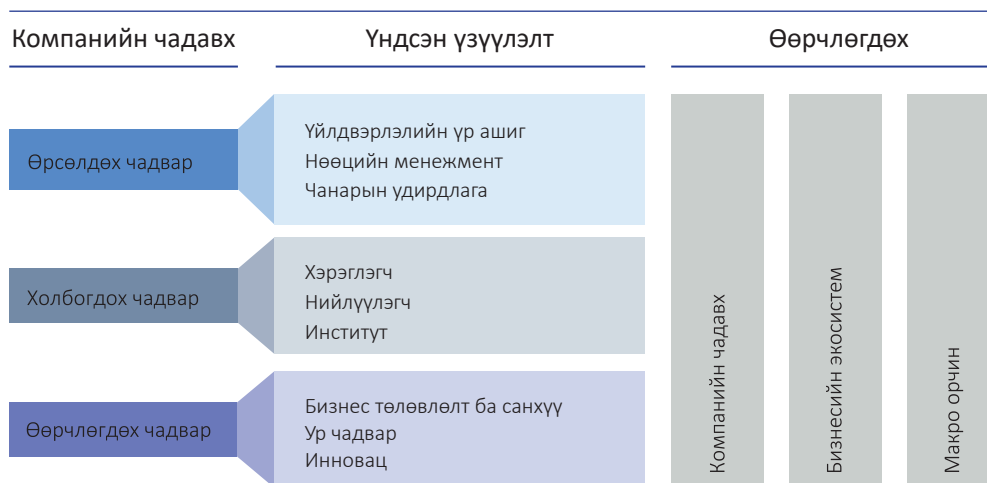 Компанийн чадавх
Үндсэн үзүүлэлт
Өөрчлөгдөх
Өрсөлдөх чадвар
Үйлдвэрлэлийн үр ашиг
Нөөцийн менежмент
Чанарын удирдлага
Холбогдох чадвар
Хэрэглэгч
Нийлүүлэгч
Институт
Өөрчлөгдөх чадвар
Бизнес төлөвлөлт ба санхүү
Ур чадвар
Инновац
Компанийн чадавх
Бизнесийн экосистем
Макро орчин